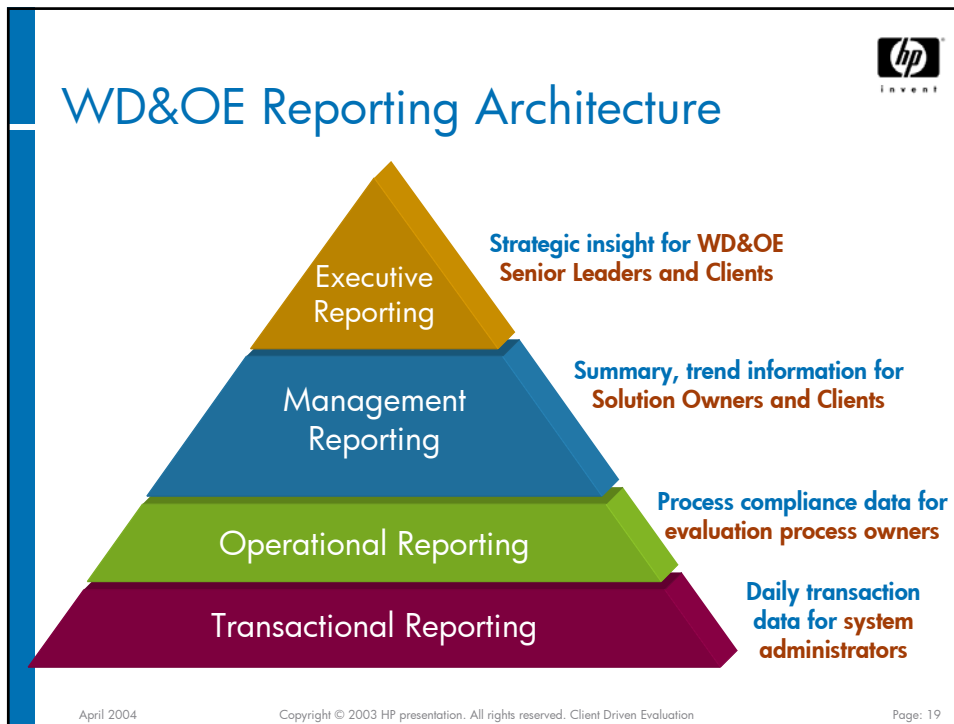 hp
invent
WD&OE Reporting Architecture
Executive
Reporting
Strategic insight for WD&OE
Senior Leaders and Clients
Management
Reporting
Summary, trend information for
Solution Owners and Clients
Operational Reporting
Process compliance data for
evaluation process owners
Transactional Reporting
Daily transaction
data for system
administrators
April 2004
Copyright © 2003 HP presentation. All rights reserved. Client Driven Evaluation
Page: 19